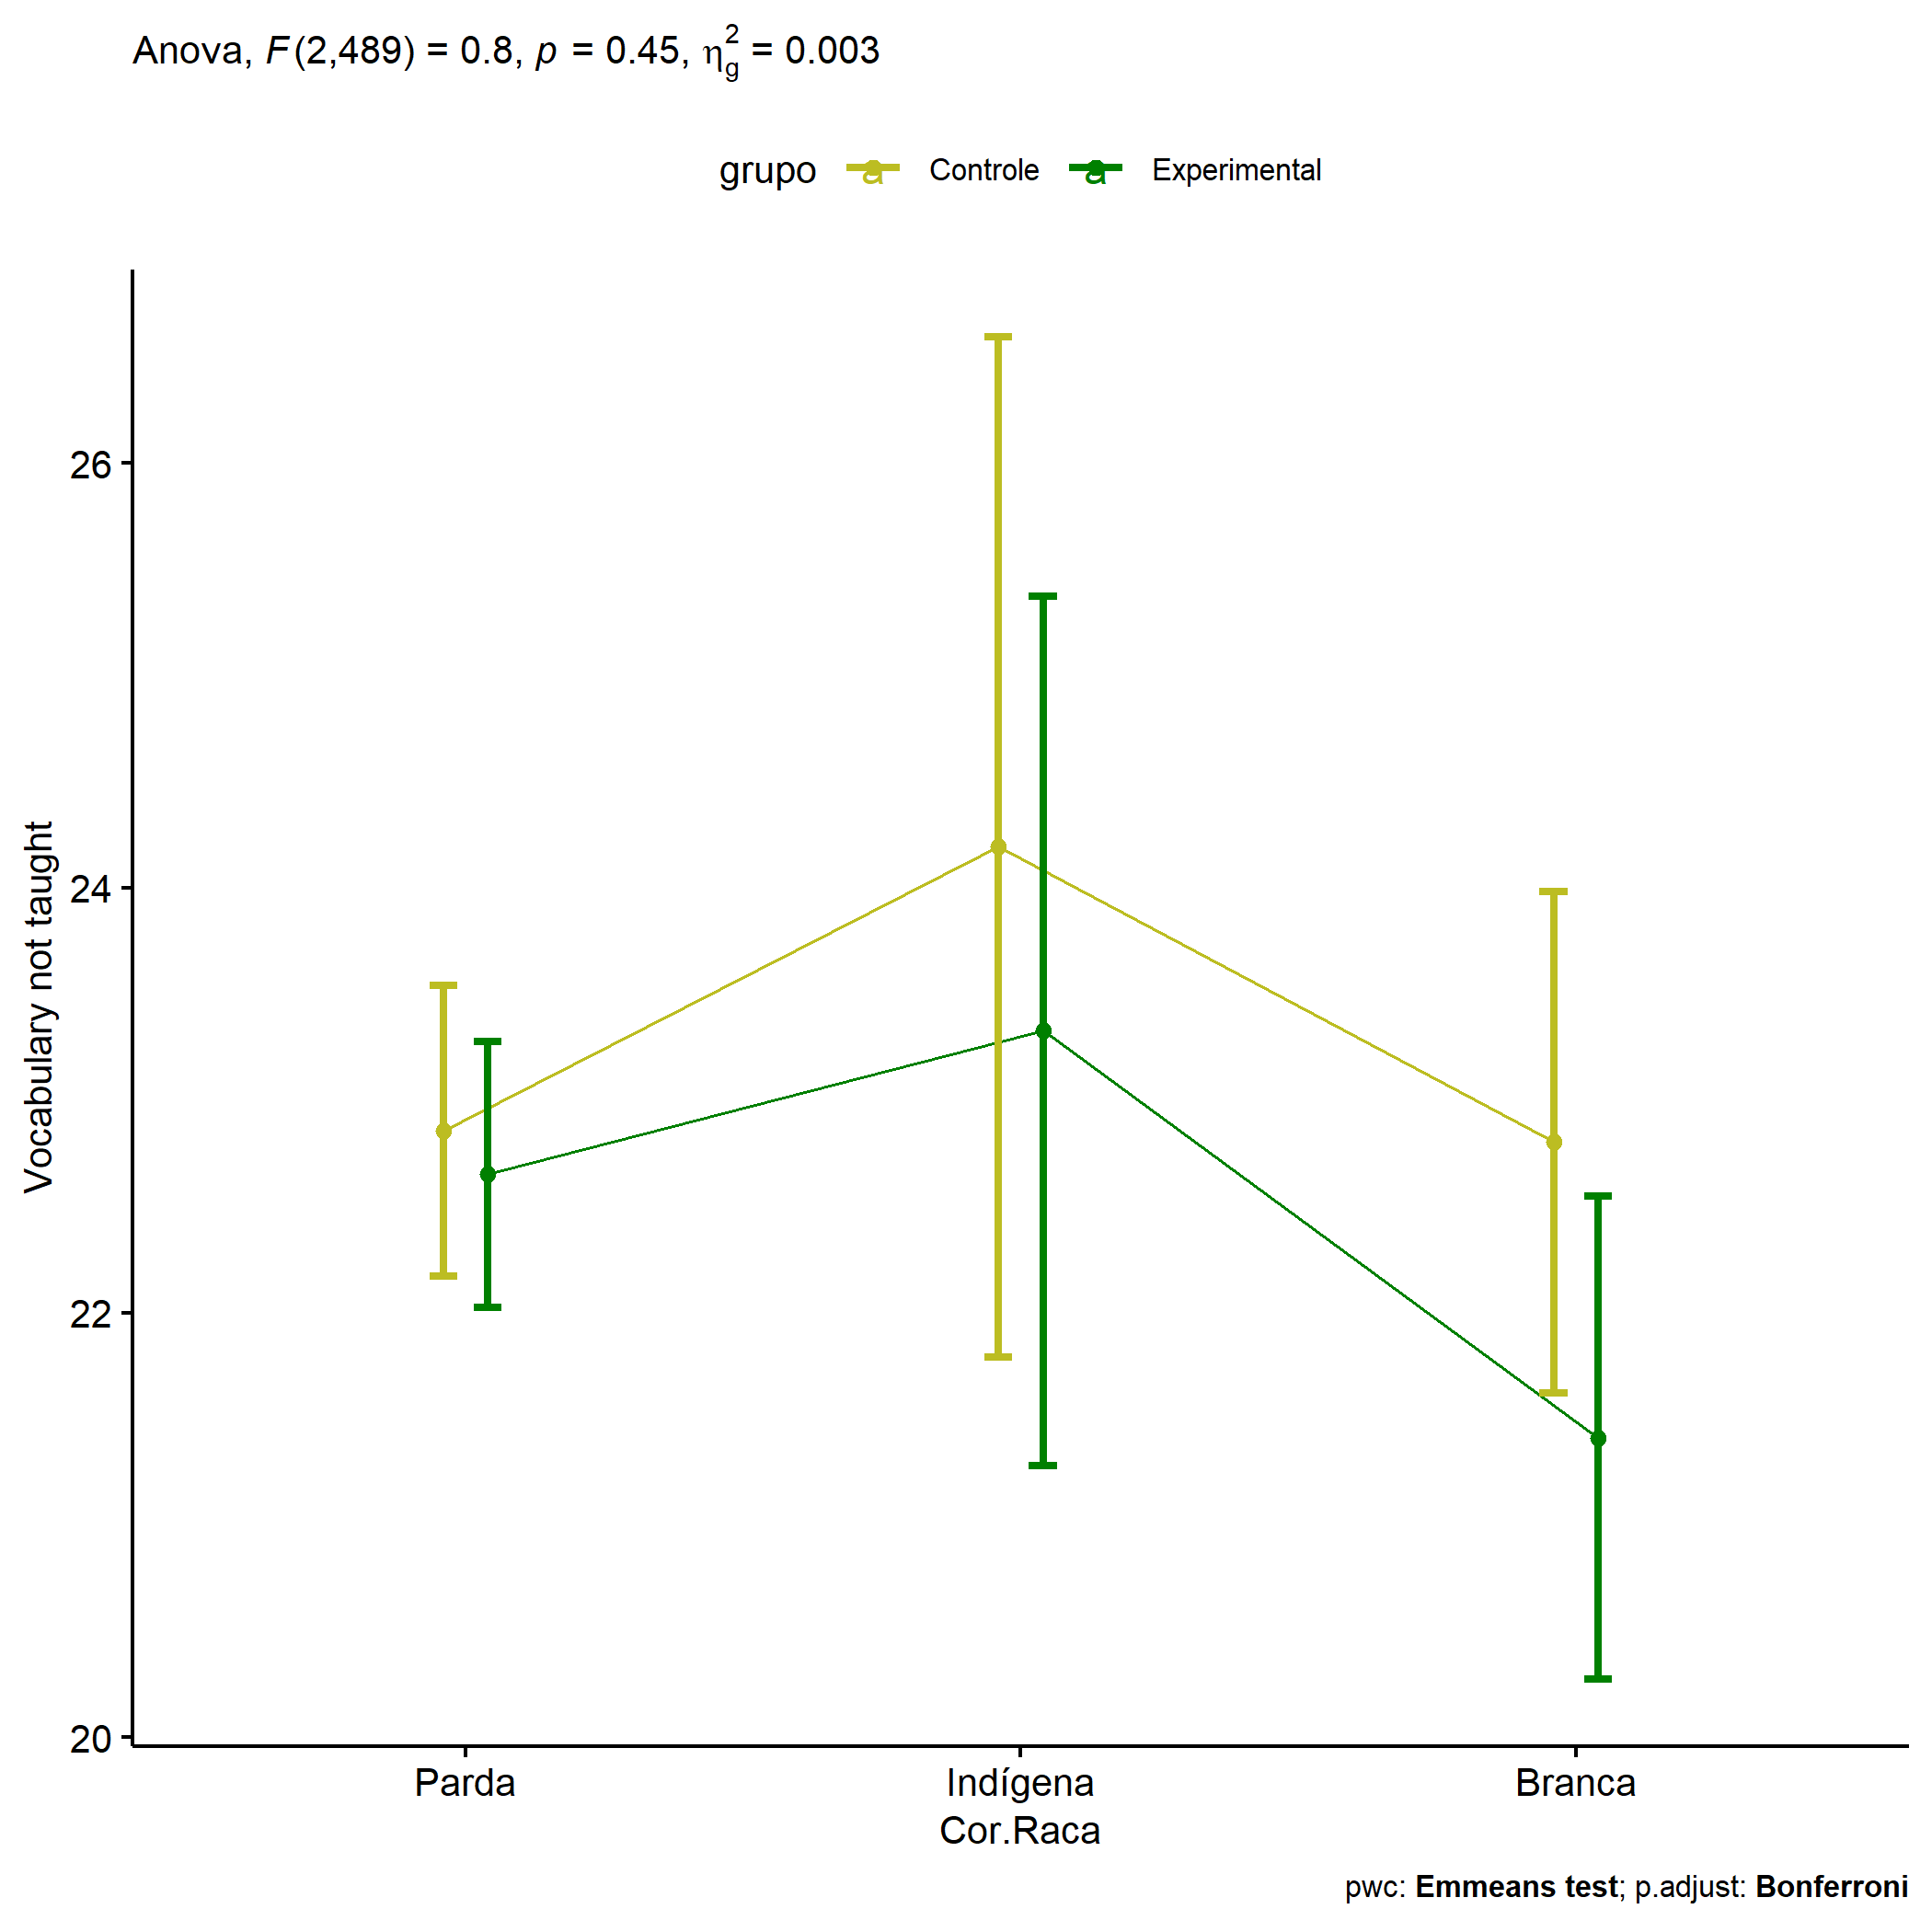 Anova, F(2,489) = 0.8, p = 0.45, η²g = 0.003
grupo a Controle a Experimental
Vocabulary not taught
26
24
22
20
Parda Indígena Branca
Cor.Raca
pwc: Emmeans test; p.adjust: Bonferroni